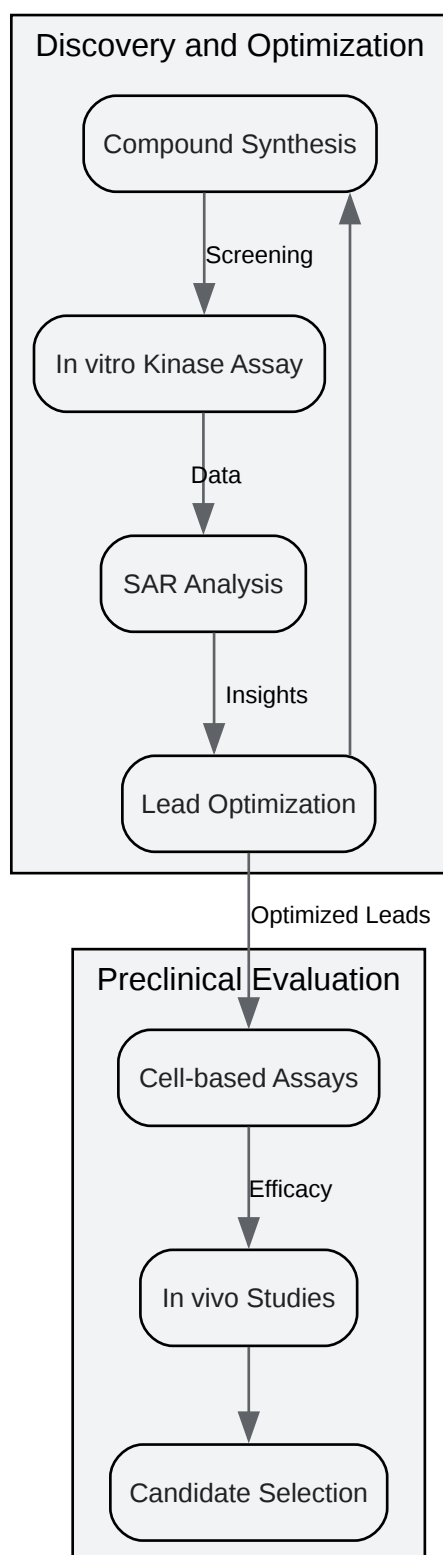 Discovery and Optimization
Compound Synthesis
Screening
In vitro Kinase Assay
Data
SAR Analysis
Insights
Lead Optimization
Optimized Leads
Preclinical Evaluation
Cell-based Assays
Efficacy
In vivo Studies
Candidate Selection